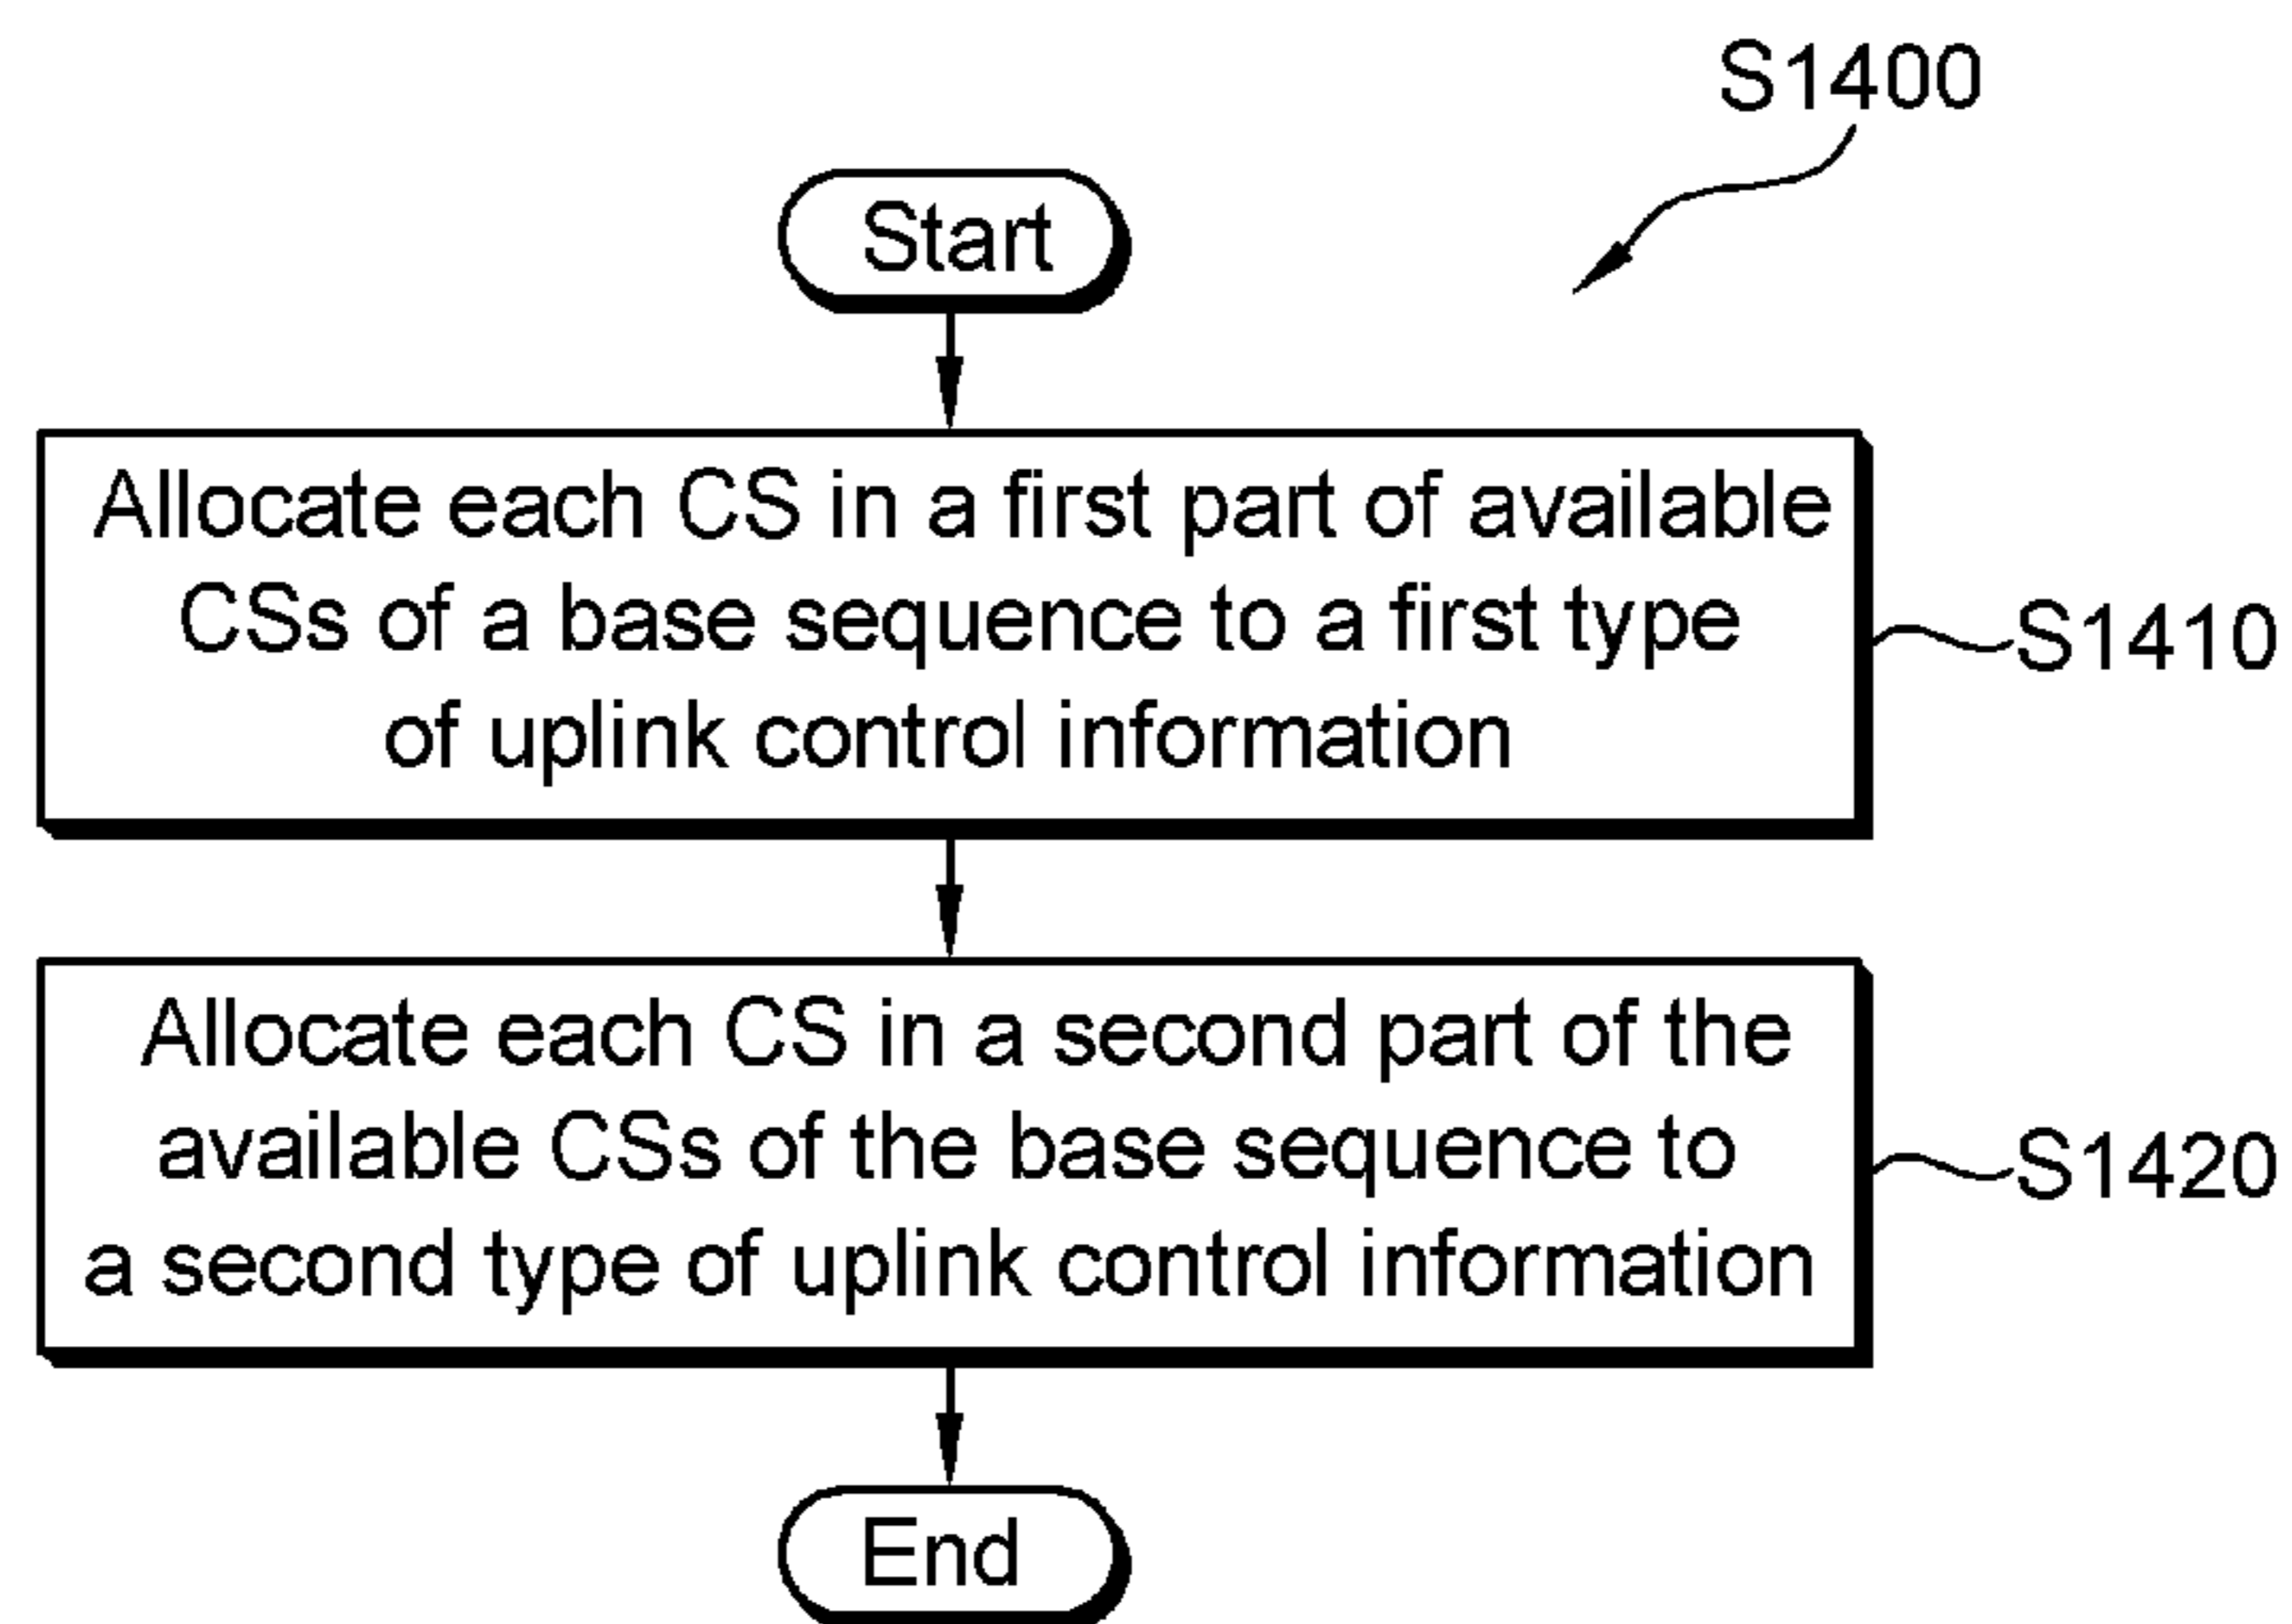 S1400
Start
Allocate each CS in a first part of available
CSs of a base sequence to a first type
of uplink control information
S1410
Allocate each CS in a second part of the
available CSs of the base sequence to
a second type of uplink control information
S1420
End